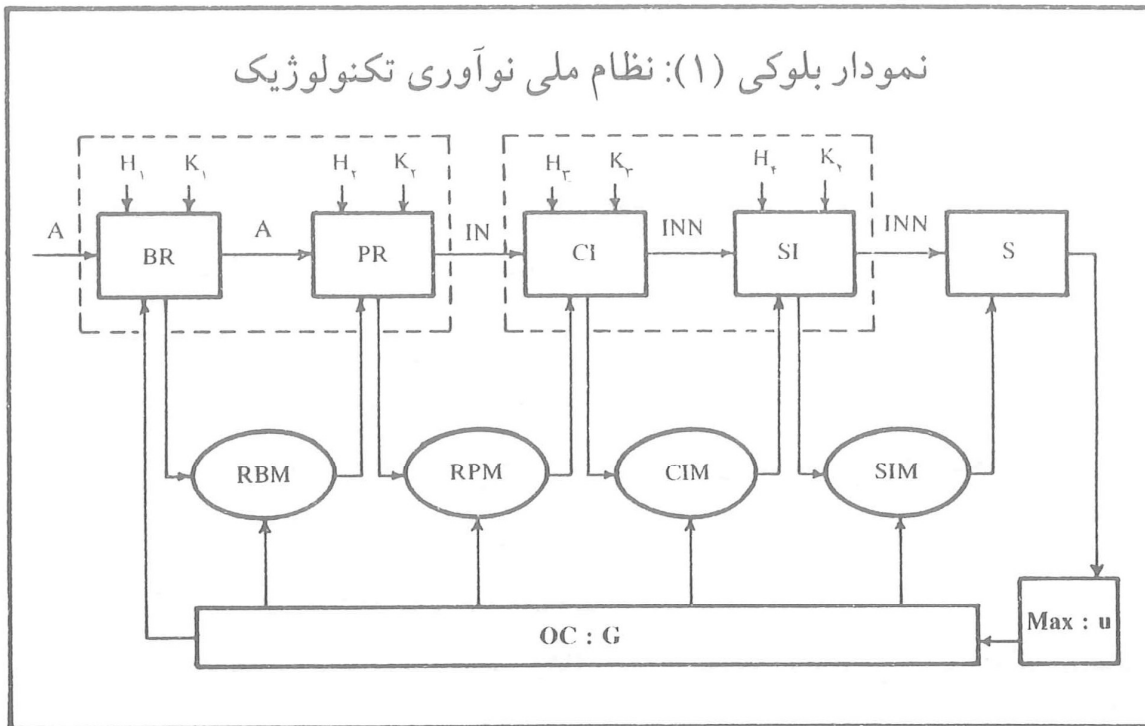 نمودار بلوکی (۱): نظام ملی نوآوری تکنولوژیک
H۱ K۱ H۲ K۲ H۳ K۳ H۴ K۴
A BR A PR IN CI INN SI INN S
RBM RPM CIM SIM
OC : G Max : u